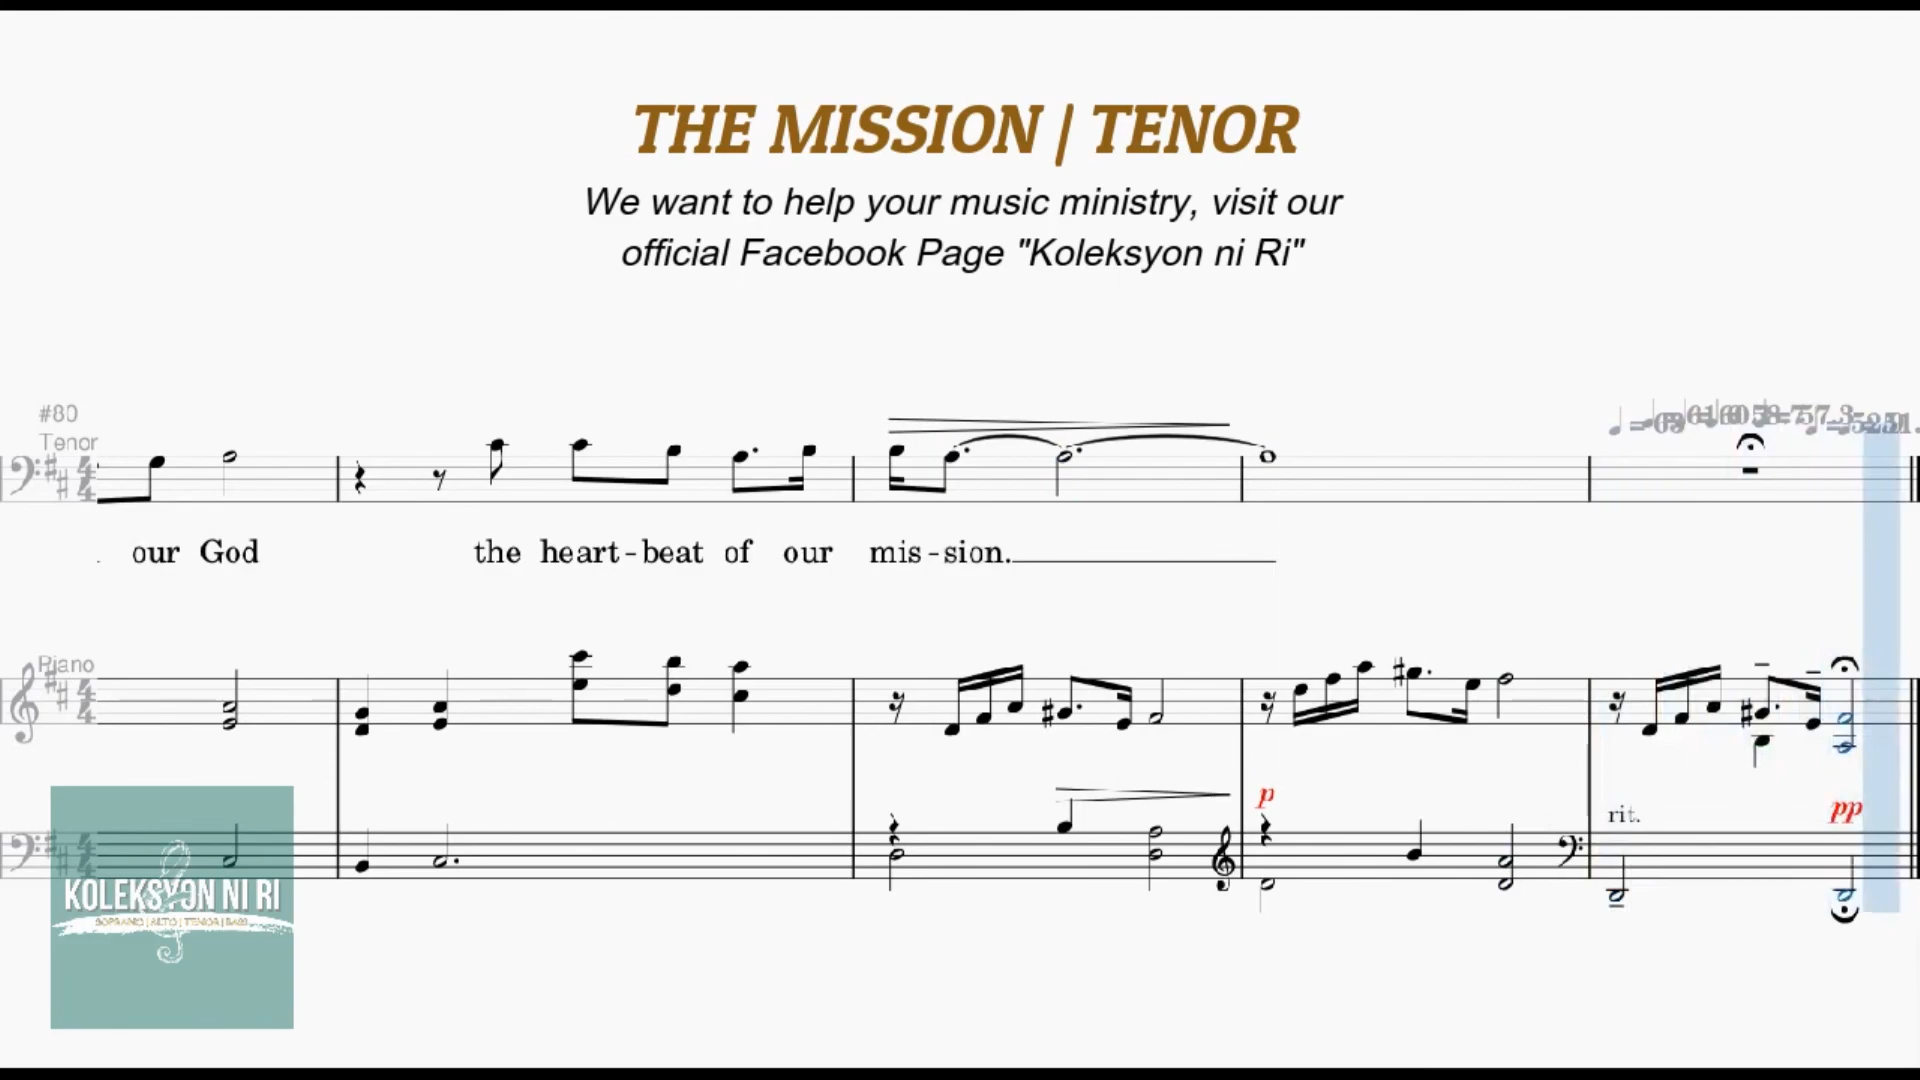 THE MISSION | TENOR
We want to help your music ministry, visit our
official Facebook Page "Koleksyon ni Ri"
#80
Tenor
our God the heart-beat of our mis-sion.
Piano
p
rit.
pp
KOLEKSYON NI RI
SOPRANO | ALTO | TENOR | BASS